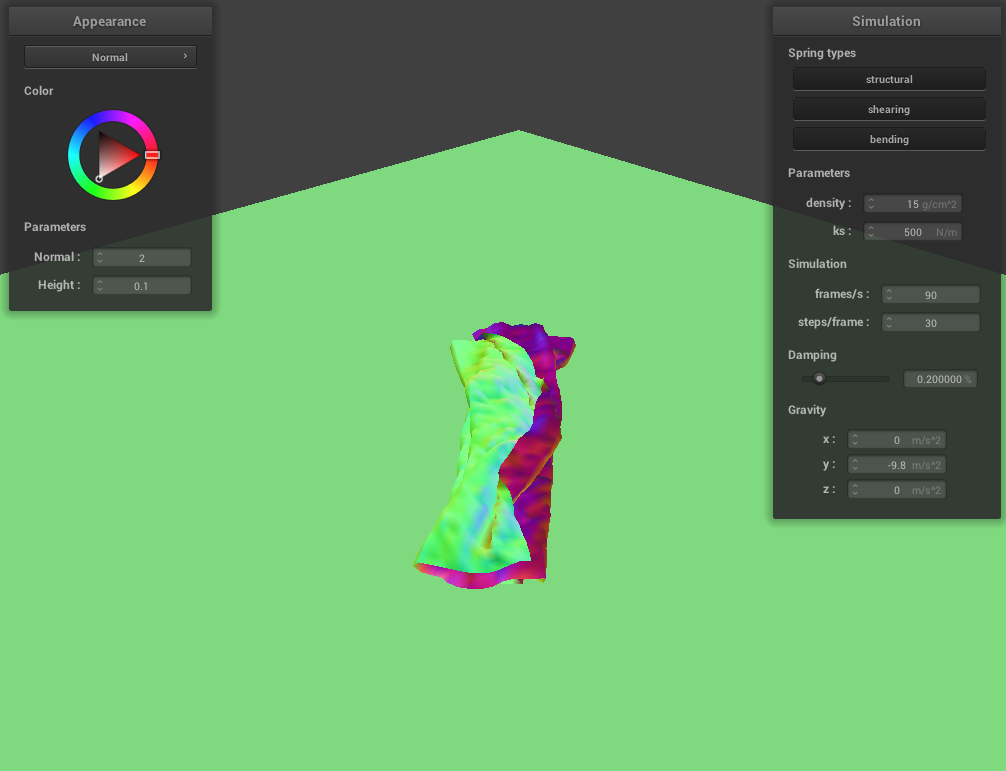 Appearance
Normal
Color
Parameters
Normal : 2
Height : 0.1
Simulation
Spring types
structural
shearing
bending
Parameters
density : 15 g/cm^2
ks : 500 N/m
Simulation
frames/s : 90
steps/frame : 30
Damping
0.200000 %
Gravity
x : 0 m/s^2
y : -9.8 m/s^2
z : 0 m/s^2